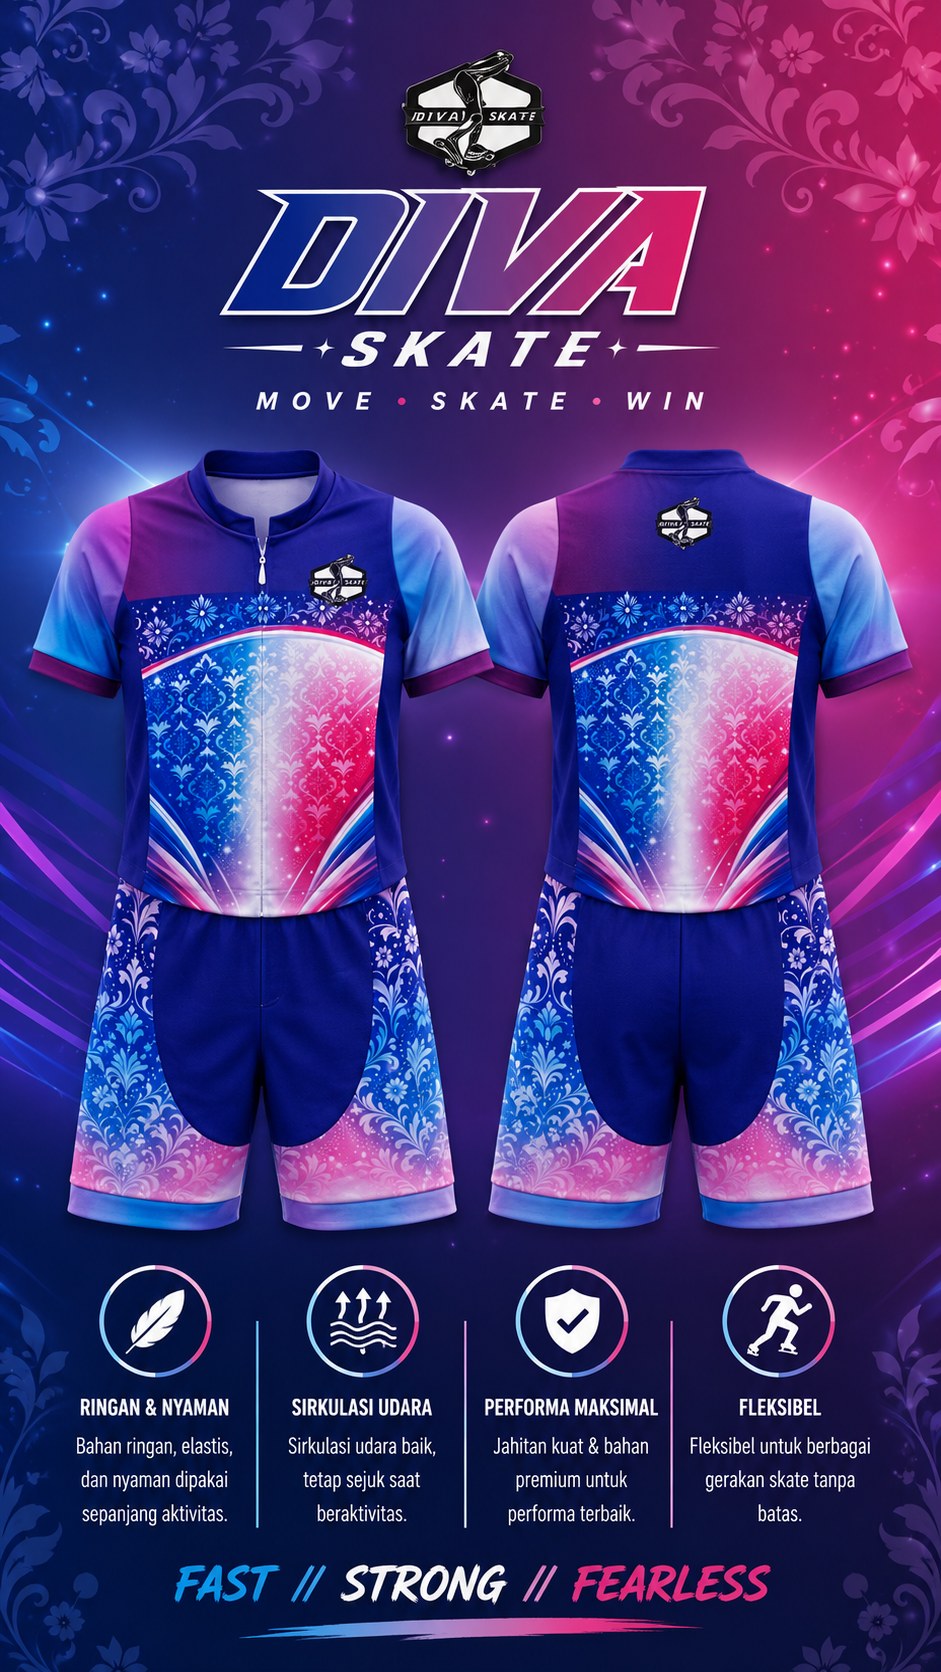 DIVA SKATE
DIVA
SKATE
MOVE • SKATE • WIN
DIVA SKATE
RINGAN & NYAMAN
Bahan ringan, elastis,
dan nyaman dipakai
sepanjang aktivitas.
SIRKULASI UDARA
Sirkulasi udara baik,
tetap sejuk saat
beraktivitas.
PERFORMA MAKSIMAL
Jahitan kuat & bahan
premium untuk
performa terbaik.
FLEKSIBEL
Fleksibel untuk berbagai
gerakan skate tanpa
batas.
FAST // STRONG // FEARLESS